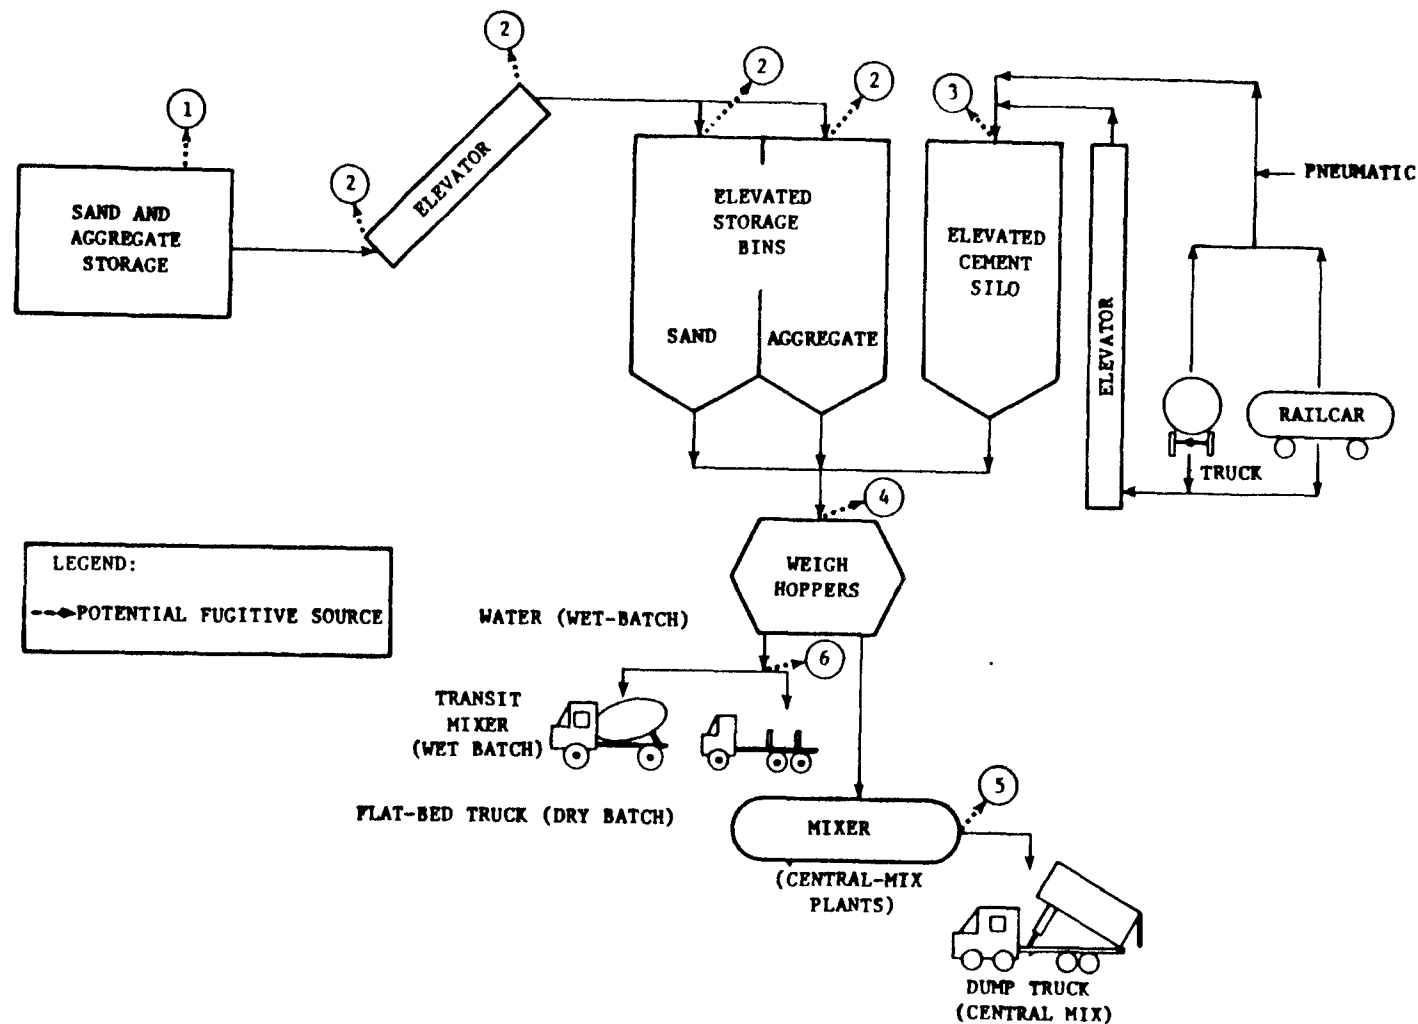 2
2
2
3
1
2
PNEUMATIC
SAND AND
AGGREGATE
STORAGE
ELEVATOR
ELEVATED
STORAGE
BINS
SAND
AGGREGATE
ELEVATED
CEMENT
SILO
ELEVATOR
RAILCAR
TRUCK
4
WEIGH
HOPPERS
LEGEND:
POTENTIAL FUGITIVE SOURCE
WATER (WET-BATCH)
6
TRANSIT
MIXER
(WET BATCH)
FLAT-BED TRUCK (DRY BATCH)
5
MIXER
(CENTRAL-MIX
PLANTS)
DUMP TRUCK
(CENTRAL MIX)